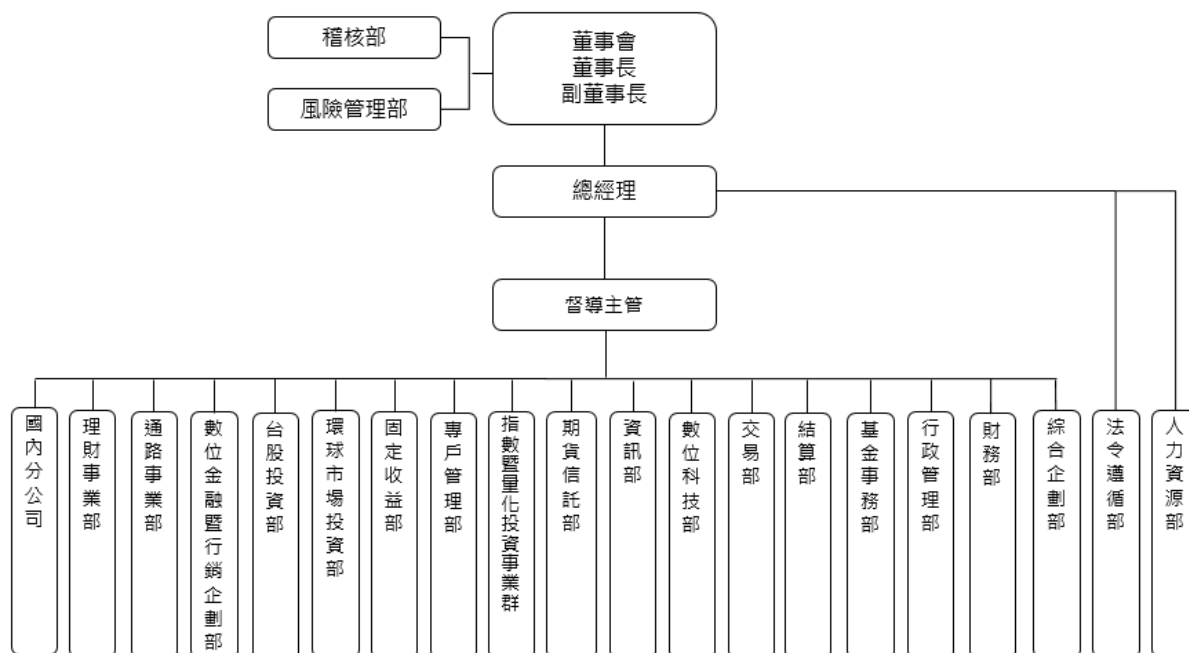 稽核部
風險管理部
董事會
董事長
副董事長
總經理
督導主管
國內分公司
理財事業部
通路事業部
數位金融暨行銷企劃部
台股投資部
環球市場投資部
固定收益部
專戶管理部
指數暨量化投資事業群
期貨信託部
資訊部
數位科技部
交易部
結算部
基金事務部
行政管理部
財務部
綜合企劃部
法令遵循部
人力資源部